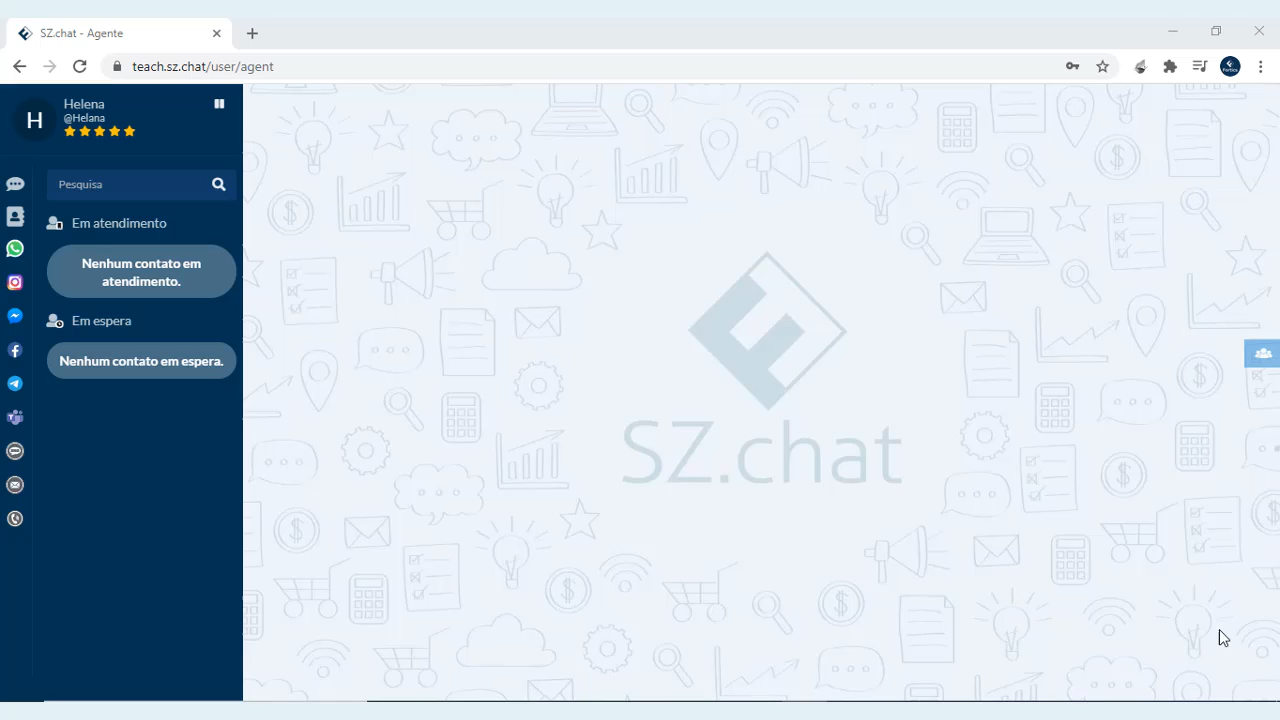 SZ.chat - Agente
teach.sz.chat/user/agent
H
Helena
@Helana
Pesquisa
Em atendimento
Nenhum contato em
atendimento.
Em espera
Nenhum contato em espera.
SZ.chat